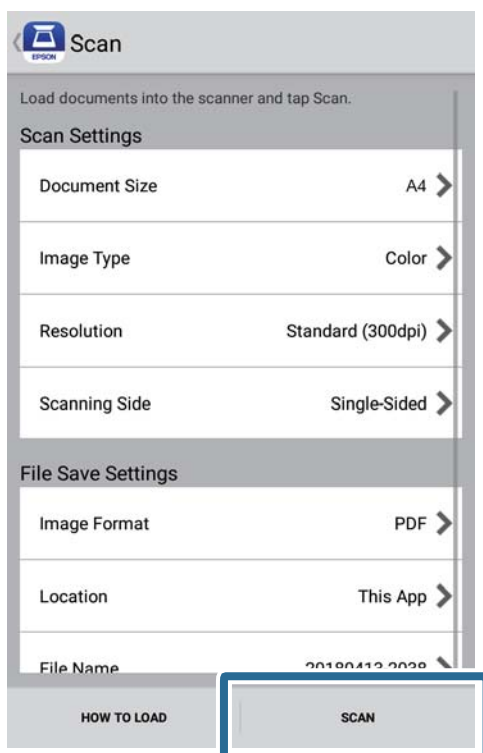 EPSON
Scan
Load documents into the scanner and tap Scan.
Scan Settings
Document Size A4
Image Type Color
Resolution Standard (300dpi)
Scanning Side Single-Sided
File Save Settings
Image Format PDF
Location This App
File Name 20180413 2038
HOW TO LOAD SCAN